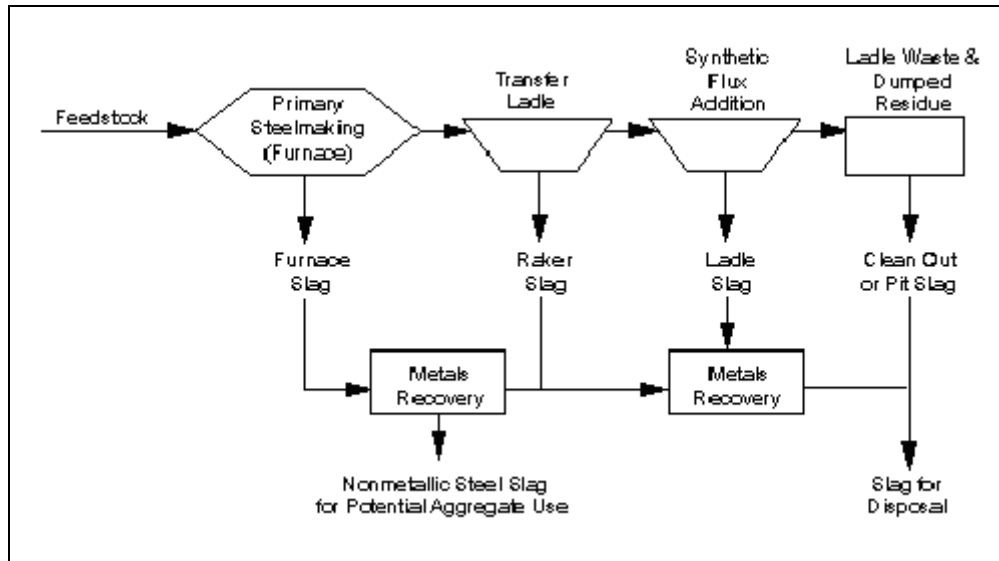 Feedstock
Primary
Steelmaking
(Furnace)
Transfer
Ladle
Synthetic
Flux
Addition
Ladle Waste &
Dumped
Residue
Furnace
Slag
Raker
Slag
Ladle
Slag
Clean Out
or Pit Slag
Metals
Recovery
Metals
Recovery
Nonmetallic Steel Slag
for Potential Aggregate Use
Slag for
Disposal